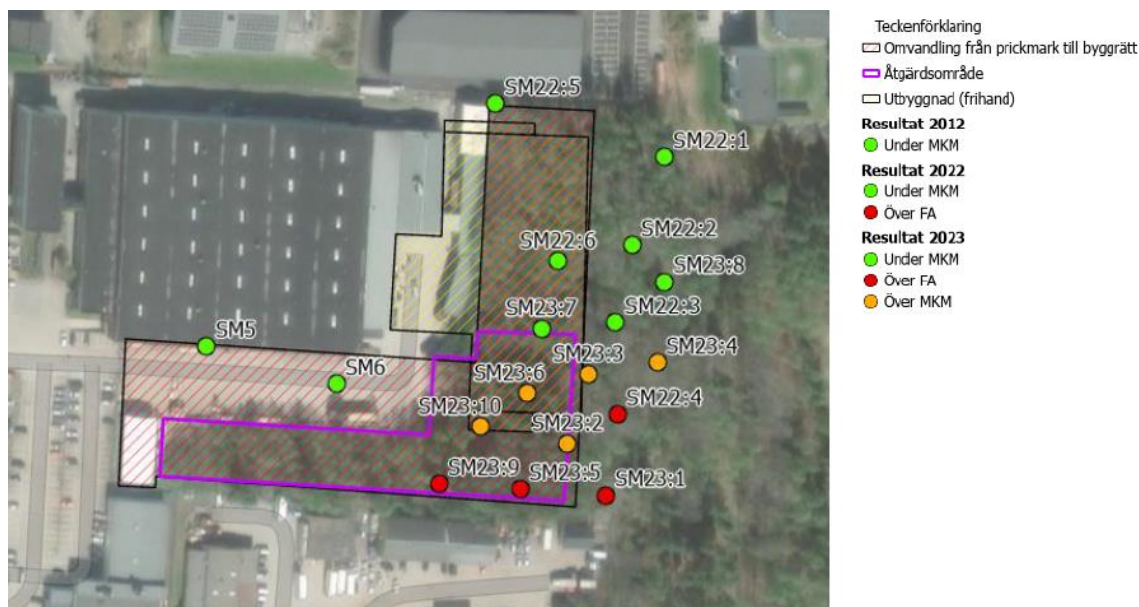 SM22:5
SM22:1
SM22:2
SM22:6
SM23:8
SM23:7
SM22:3
SM5
SM23:3
SM23:4
SM6
SM23:6
SM22:4
SM23:10
SM23:2
SM23:9
SM23:5
SM23:1
Teckenförklaring
Omvandling från prickmark till byggrätt
Åtgärdsområde
Utbyggnad (frihand)
Resultat 2012
Under MKM
Resultat 2022
Under MKM
Över FA
Resultat 2023
Under MKM
Över FA
Över MKM